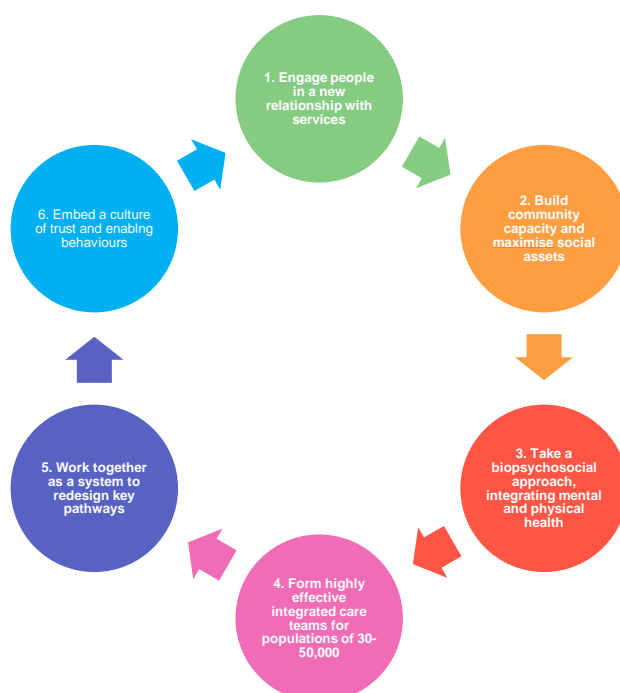 1. Engage people
in a new
relationship with
services
2. Build
community
capacity and
maximise social
assets
3. Take a
biopsychosocial
approach,
integrating mental
and physical
health
4. Form highly
effective
integrated care
teams for
populations of 30-
50,000
5. Work together
as a system to
redesign key
pathways
6. Embed a culture
of trust and enablng
behaviours